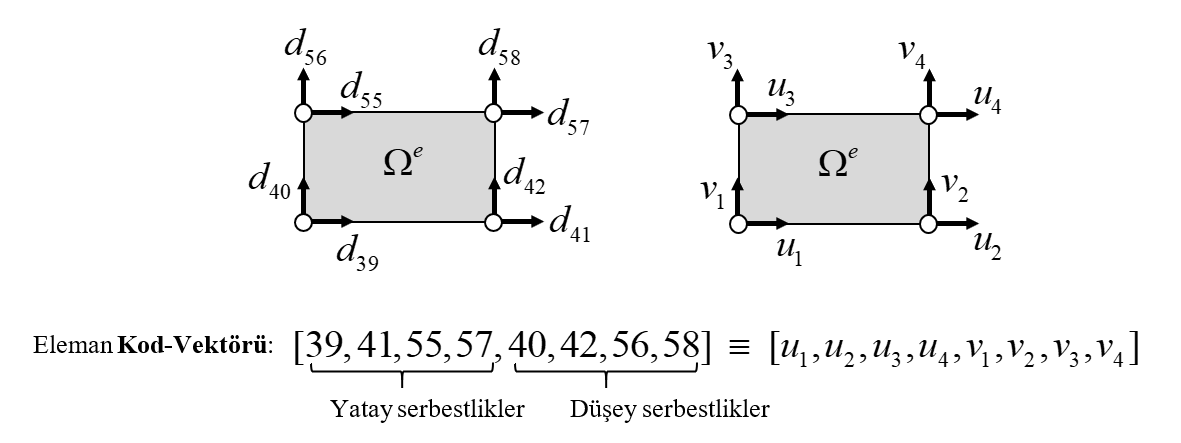 d₅₆ d₅₈ v₃ v₄
d₅₅ d₅₇ u₃ u₄
Ωᵉ Ωᵉ
d₄₀ d₄₂ v₁ v₂
d₃₉ d₄₁ u₁ u₂
Eleman Kod-Vektörü: [39, 41, 55, 57, 40, 42, 56, 58] ≡ [u₁, u₂, u₃, u₄, v₁, v₂, v₃, v₄]
Yatay serbestlikler Düşey serbestlikler